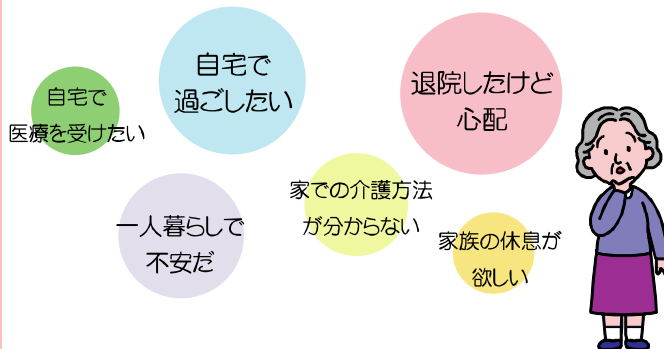 自宅で
医療を受けたい
自宅で
過ごしたい
退院したけど
心配
一人暮らしで
不安だ
家での介護方法
が分からない
家族の休息が
欲しい